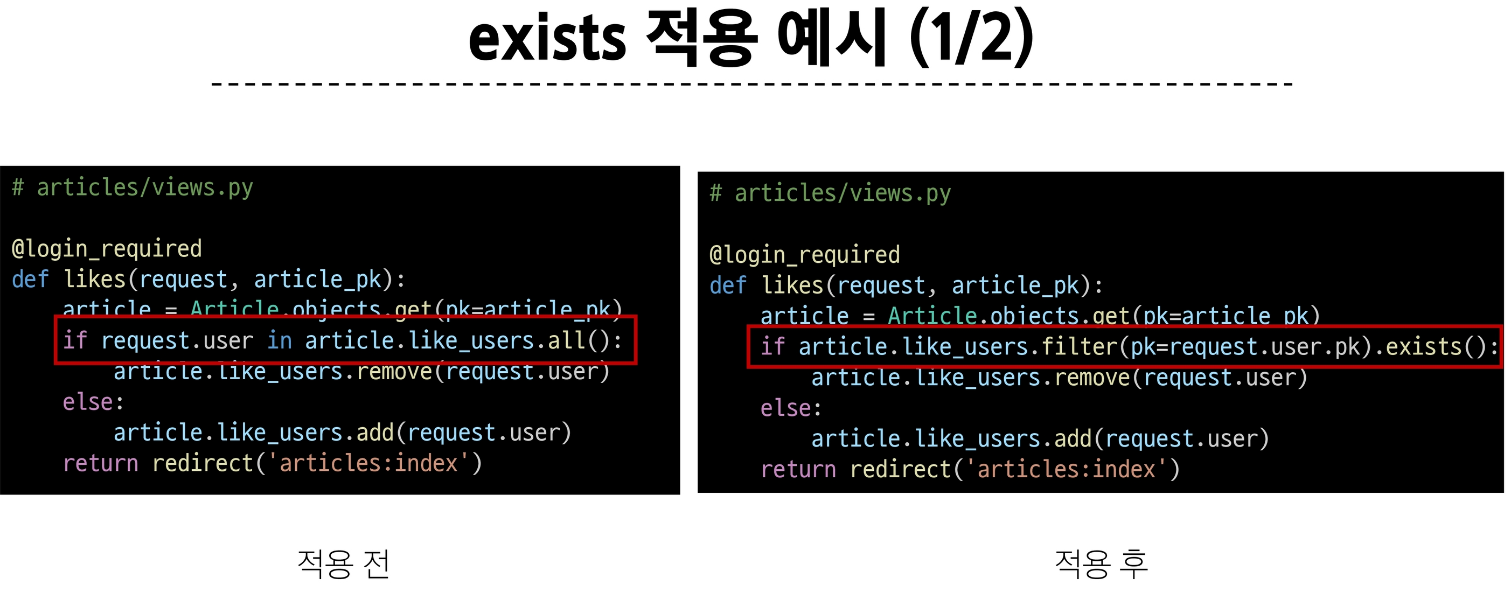 exists 적용 예시 (1/2)
# articles/views.py
@login_required
def likes(request, article_pk):
    article = Article.objects.get(pk=article_pk)
    if request.user in article.like_users.all():
        article.like_users.remove(request.user)
    else:
        article.like_users.add(request.user)
    return redirect('articles:index')
적용 전
# articles/views.py
@login_required
def likes(request, article_pk):
    article = Article.objects.get(pk=article_pk)
    if article.like_users.filter(pk=request.user.pk).exists():
        article.like_users.remove(request.user)
    else:
        article.like_users.add(request.user)
    return redirect('articles:index')
적용 후